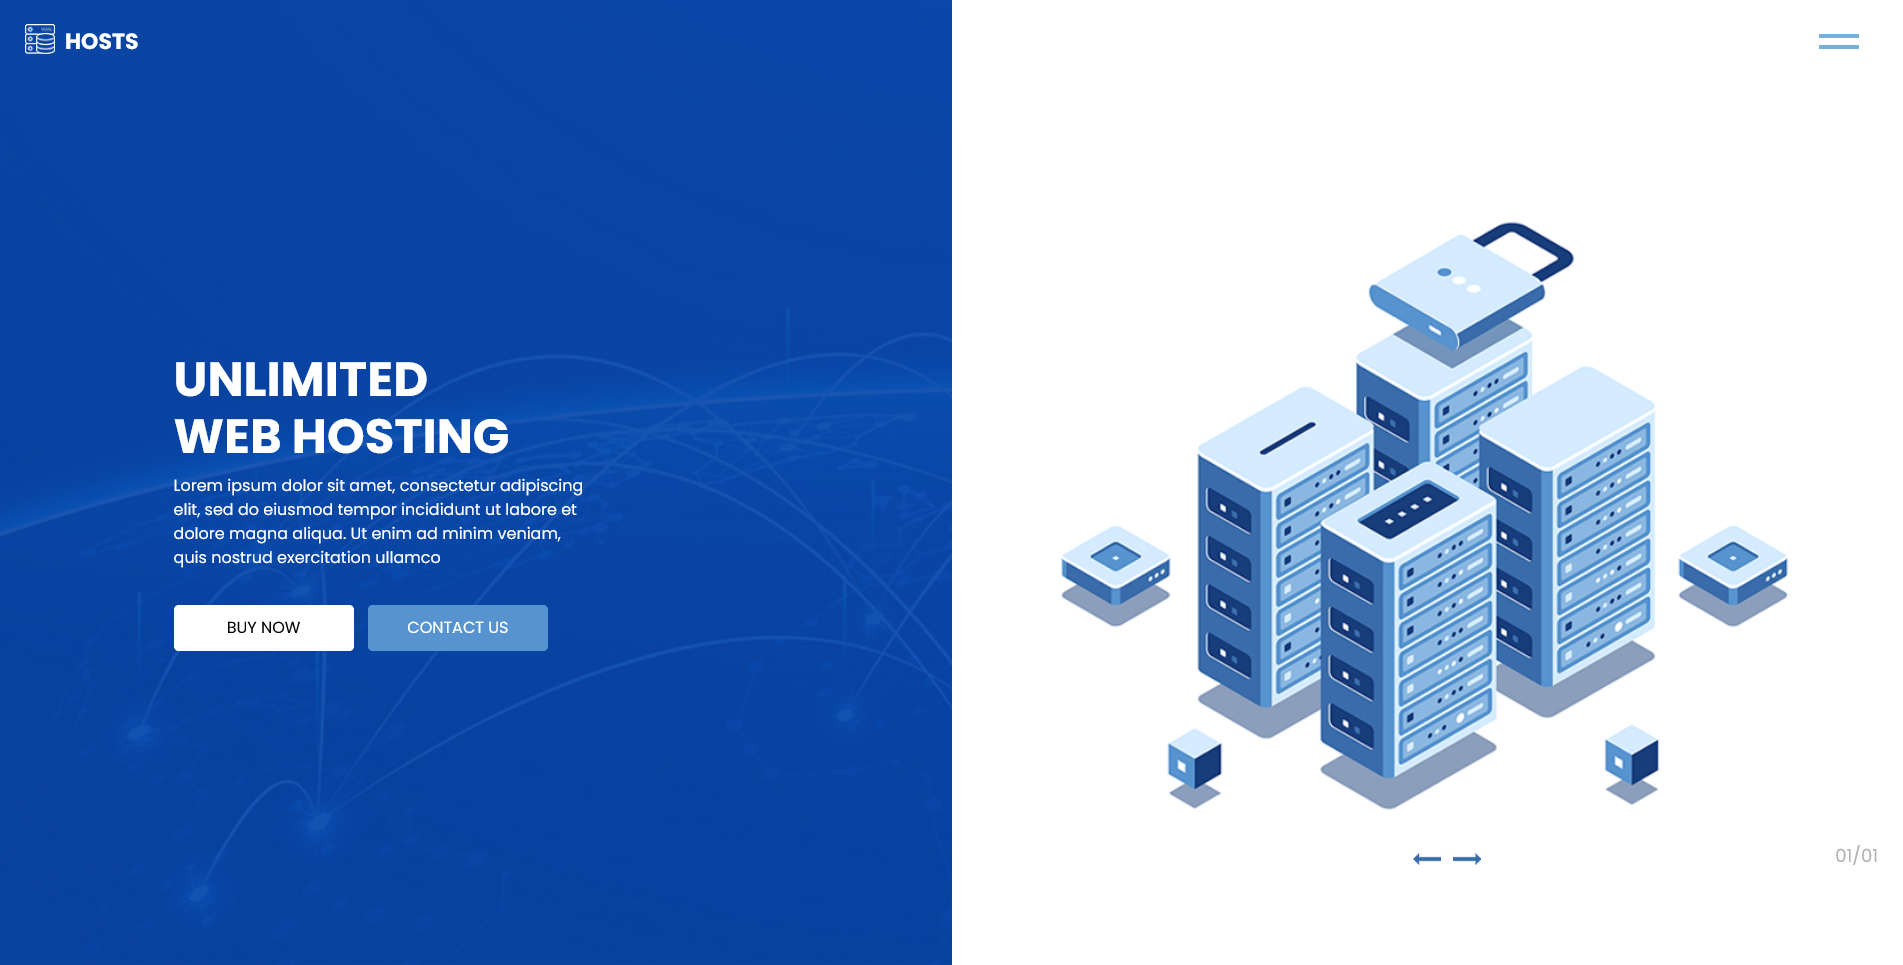 HOSTS
UNLIMITED
WEB HOSTING
Lorem ipsum dolor sit amet, consectetur adipiscing
elit, sed do eiusmod tempor incididunt ut labore et
dolore magna aliqua. Ut enim ad minim veniam,
quis nostrud exercitation ullamco
BUY NOW
CONTACT US
01/01